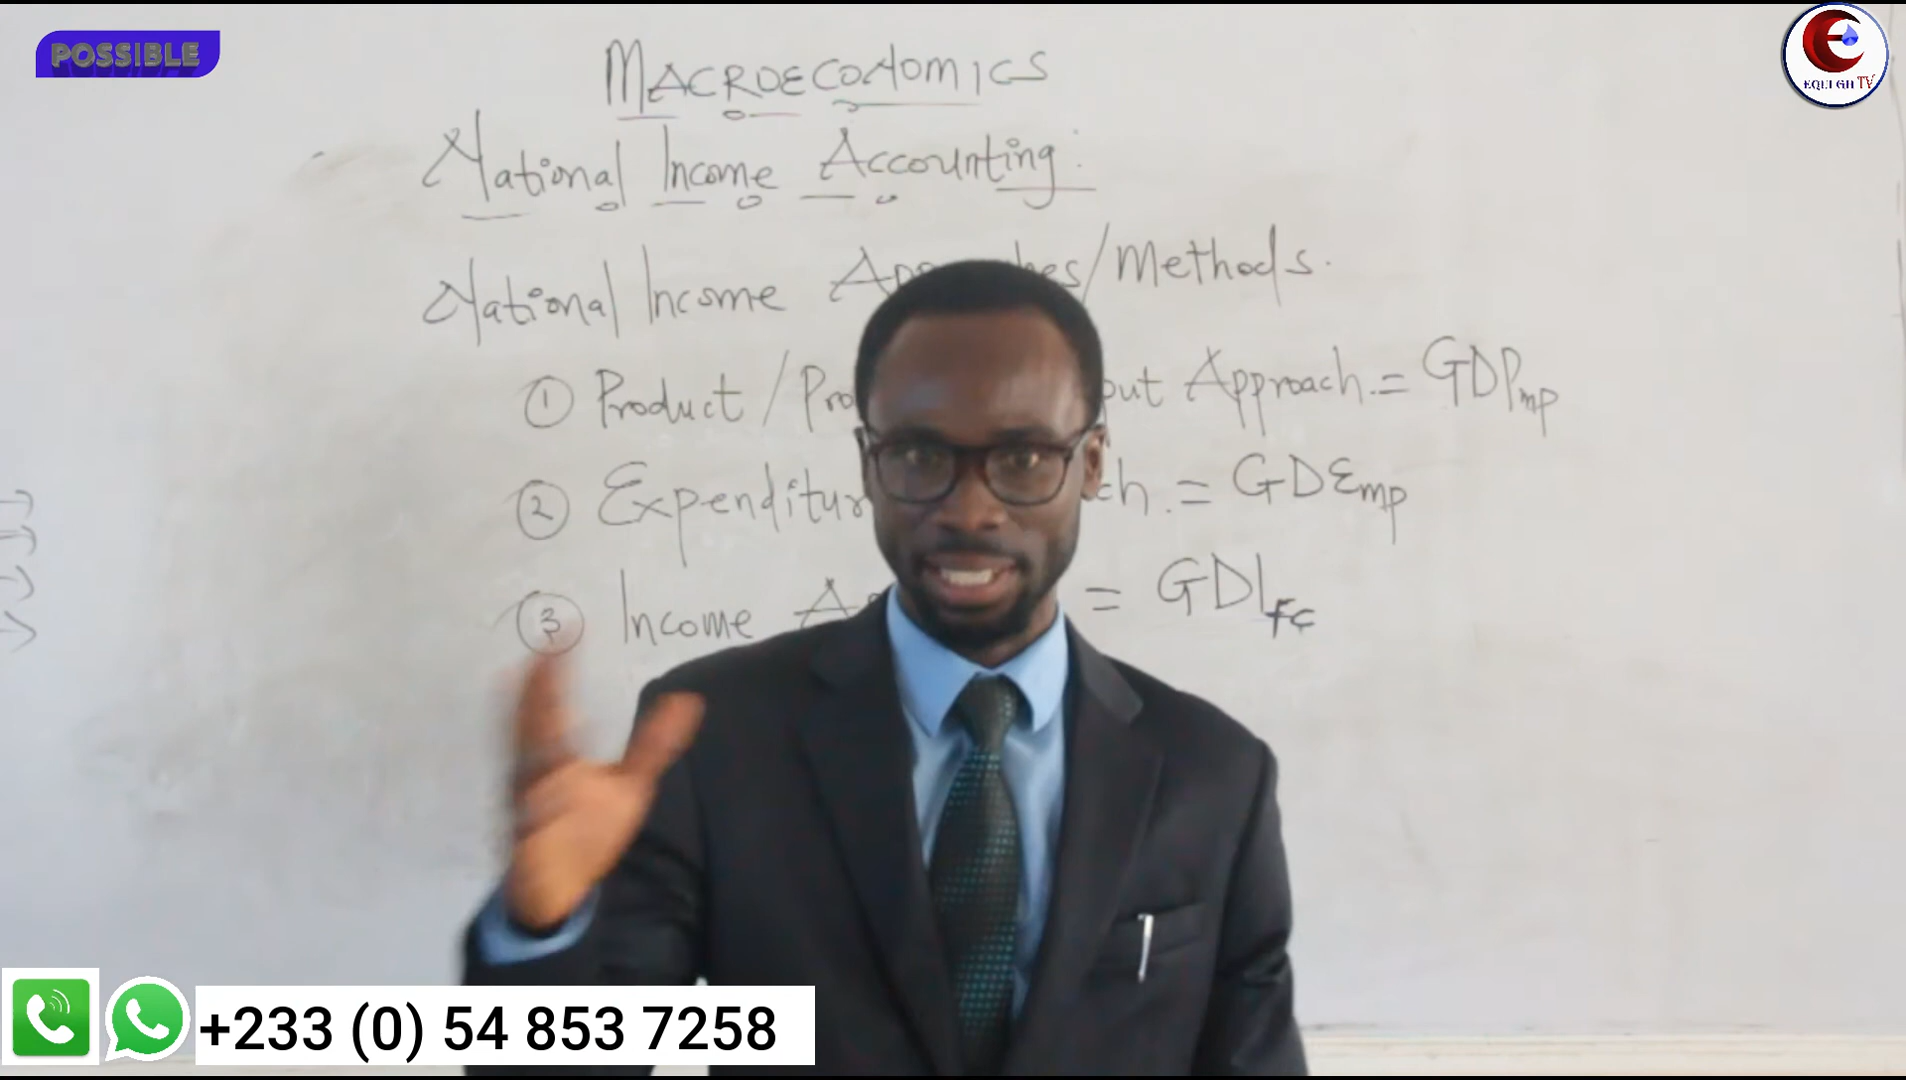 POSSIBLE
EQUI GH TV
MACROECONOMICS
National Income Accounting:
National Income /Methods.
① Product / Approach. = GDPmp
② = GDEmp
③ Income = GDIfc
+233 (0) 54 853 7258